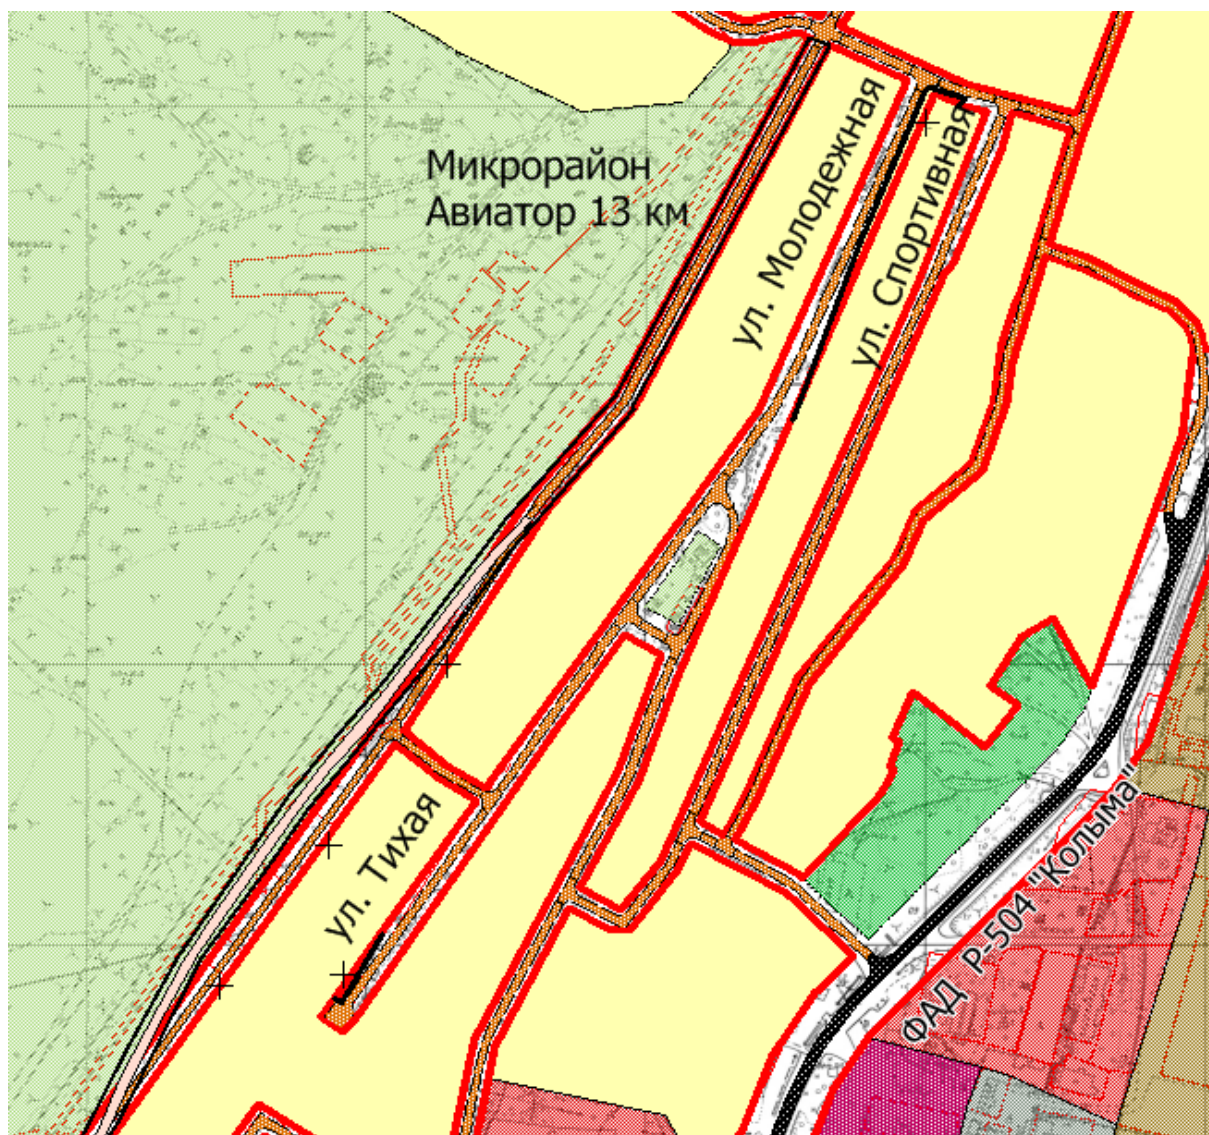 Микрорайон
Авиатор 13 км
ул. Молодежная
ул. Спортивная
ул. Тихая
ФАД Р-504 "Колыма"